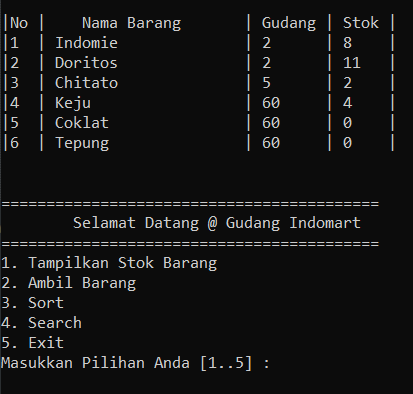 |No |    Nama Barang       | Gudang | Stok |
|1  | Indomie              | 2      | 8    |
|2  | Doritos              | 2      | 11   |
|3  | Chitato              | 5      | 2    |
|4  | Keju                 | 60     | 4    |
|5  | Coklat               | 60     | 0    |
|6  | Tepung               | 60     | 0    |
==========================================
        Selamat Datang @ Gudang Indomart
==========================================
1. Tampilkan Stok Barang
2. Ambil Barang
3. Sort
4. Search
5. Exit
Masukkan Pilihan Anda [1..5] :